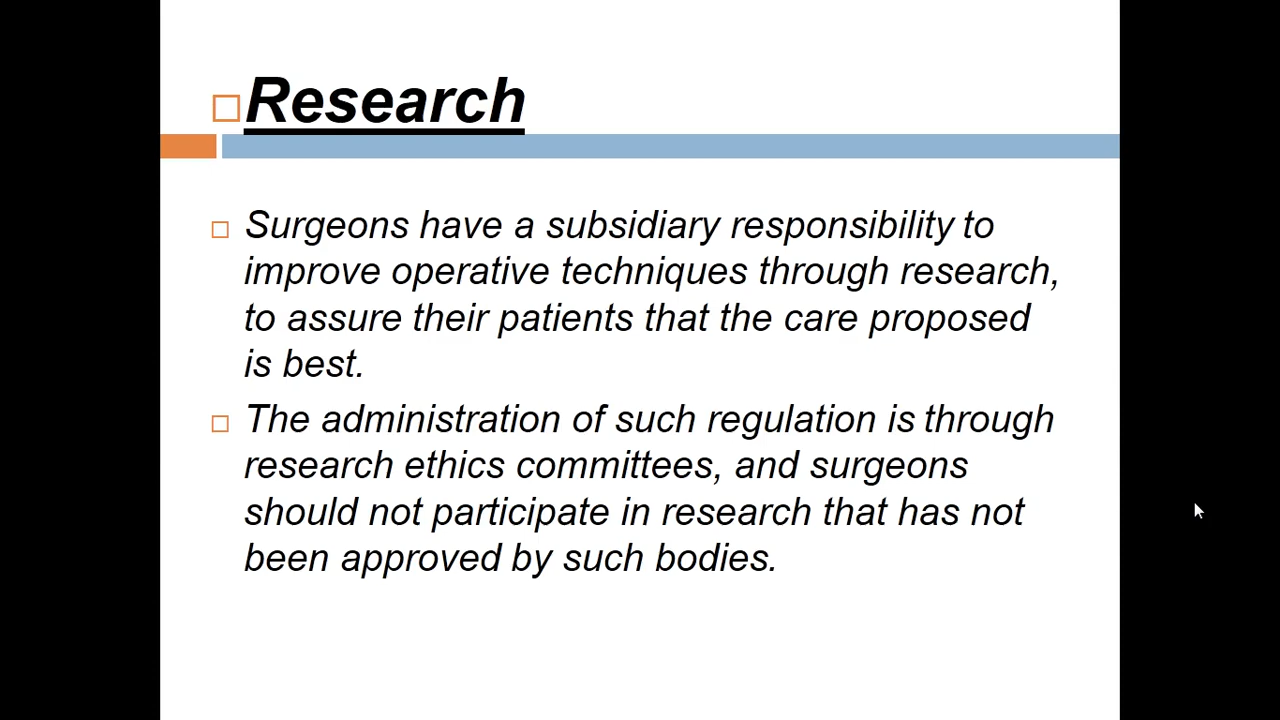 Research
Surgeons have a subsidiary responsibility to
improve operative techniques through research,
to assure their patients that the care proposed
is best.
The administration of such regulation is through
research ethics committees, and surgeons
should not participate in research that has not
been approved by such bodies.